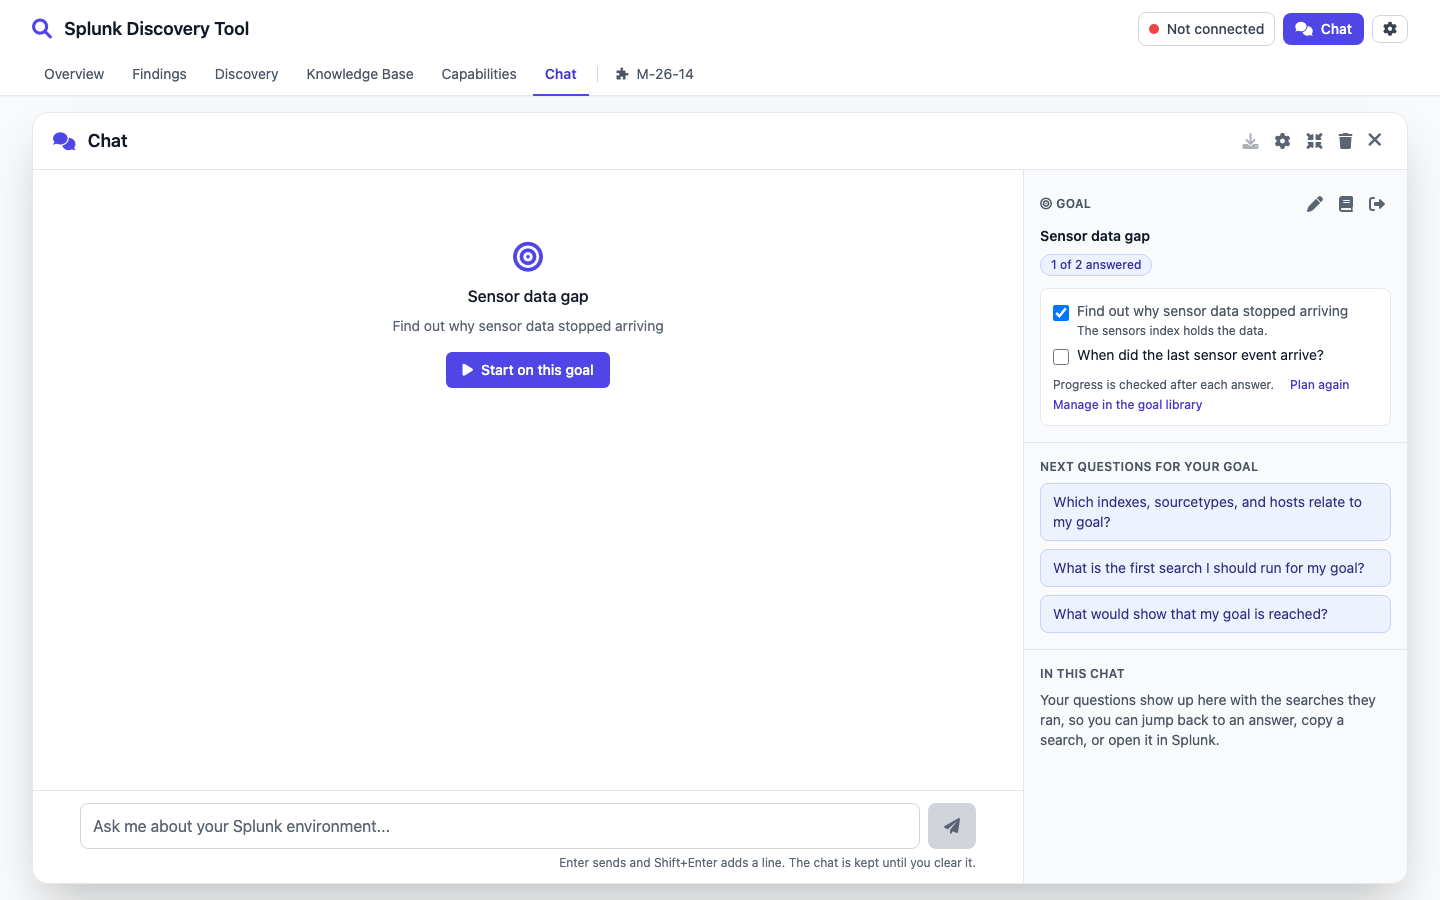 Splunk Discovery Tool
Not connected
Chat
Overview
Findings
Discovery
Knowledge Base
Capabilities
Chat
M-26-14
Chat
Sensor data gap
Find out why sensor data stopped arriving
Start on this goal
Ask me about your Splunk environment...
Enter sends and Shift+Enter adds a line. The chat is kept until you clear it.
GOAL
Sensor data gap
1 of 2 answered
Find out why sensor data stopped arriving
The sensors index holds the data.
When did the last sensor event arrive?
Progress is checked after each answer. Plan again
Manage in the goal library
NEXT QUESTIONS FOR YOUR GOAL
Which indexes, sourcetypes, and hosts relate to
my goal?
What is the first search I should run for my goal?
What would show that my goal is reached?
IN THIS CHAT
Your questions show up here with the searches they
ran, so you can jump back to an answer, copy a
search, or open it in Splunk.